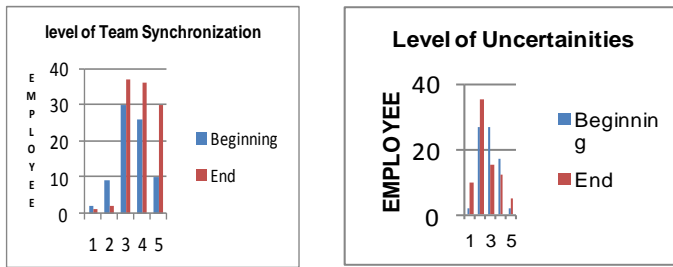 level of Team Synchronization
EMPLOYEE
40
30
20
10
0
1 2 3 4 5
Beginning
End
Level of Uncertainities
EMPLOYEE
40
20
0
1 3 5
Beginnin
g
End